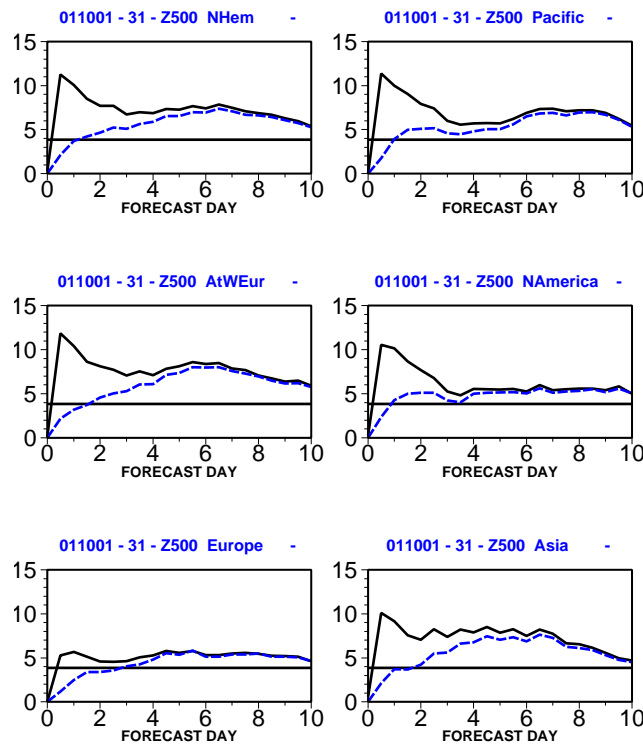 011001 - 31 - Z500 NHem -
15
10
5
0
0 2 4 6 8 10
FORECAST DAY
011001 - 31 - Z500 Pacific -
15
10
5
0
0 2 4 6 8 10
FORECAST DAY
011001 - 31 - Z500 AtWEur -
15
10
5
0
0 2 4 6 8 10
FORECAST DAY
011001 - 31 - Z500 NAmerica -
15
10
5
0
0 2 4 6 8 10
FORECAST DAY
011001 - 31 - Z500 Europe -
15
10
5
0
0 2 4 6 8 10
FORECAST DAY
011001 - 31 - Z500 Asia -
15
10
5
0
0 2 4 6 8 10
FORECAST DAY